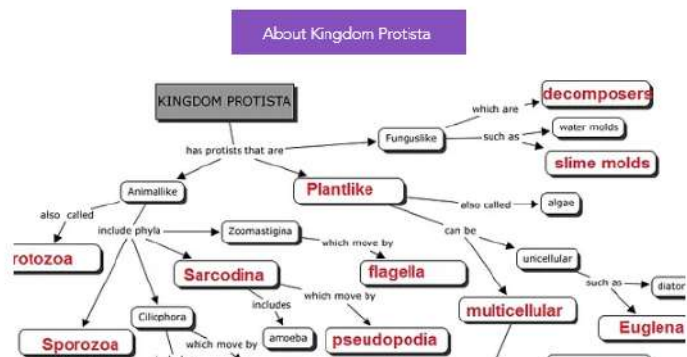 About Kingdom Protista
KINGDOM PROTISTA
has protists that are
Funguslike
which are
decomposers
such as
water molds
slime molds
Animallike
also called
rotozoa
include phyla
Zoomastigina
which move by
flagella
Sarcodina
includes
amoeba
which move by
pseudopodia
Ciliophora
which move by
Sporozoa
Plantlike
also called
algae
can be
unicellular
such as
diator
Euglena
multicellular